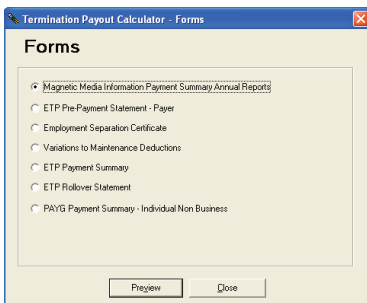 Termination Payout Calculator - Forms
Forms
Magnetic Media Information Payment Summary Annual Reports
ETP Pre-Payment Statement - Payer
Employment Separation Certificate
Variations to Maintenance Deductions
ETP Payment Summary
ETP Rollover Statement
PAYG Payment Summary - Individual Non Business
Preview Close